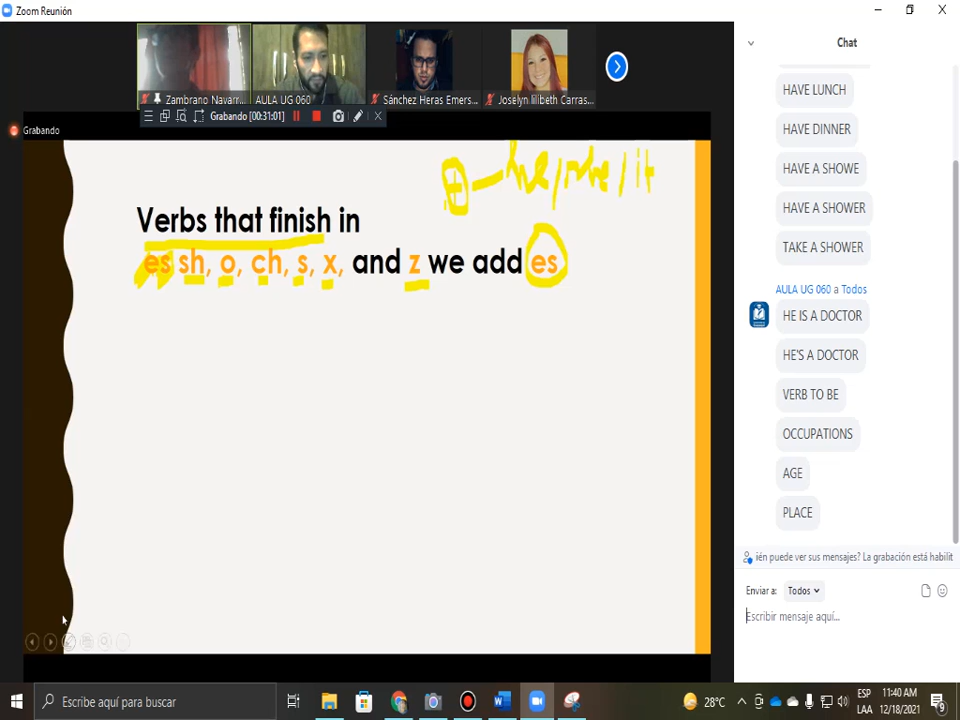 Zoom Reunión
Zambrano Navarr...
AULA UG 060
Sánchez Heras Emers...
Joselyn lilibeth Carras...
Grabando [00:31:01]
Grabando
+ — he/she/it
Verbs that finish in
es sh, o, ch, s, x, and z we add es
Chat
HAVE LUNCH
HAVE DINNER
HAVE A SHOWE
HAVE A SHOWER
TAKE A SHOWER
AULA UG 060 a Todos
HE IS A DOCTOR
HE'S A DOCTOR
VERB TO BE
OCCUPATIONS
AGE
PLACE
ién puede ver sus mensajes? La grabación está habilit
Enviar a: Todos
Escribir mensaje aquí...
Escribe aquí para buscar
28°C
ESP
LAA
11:40 AM
12/18/2021
9